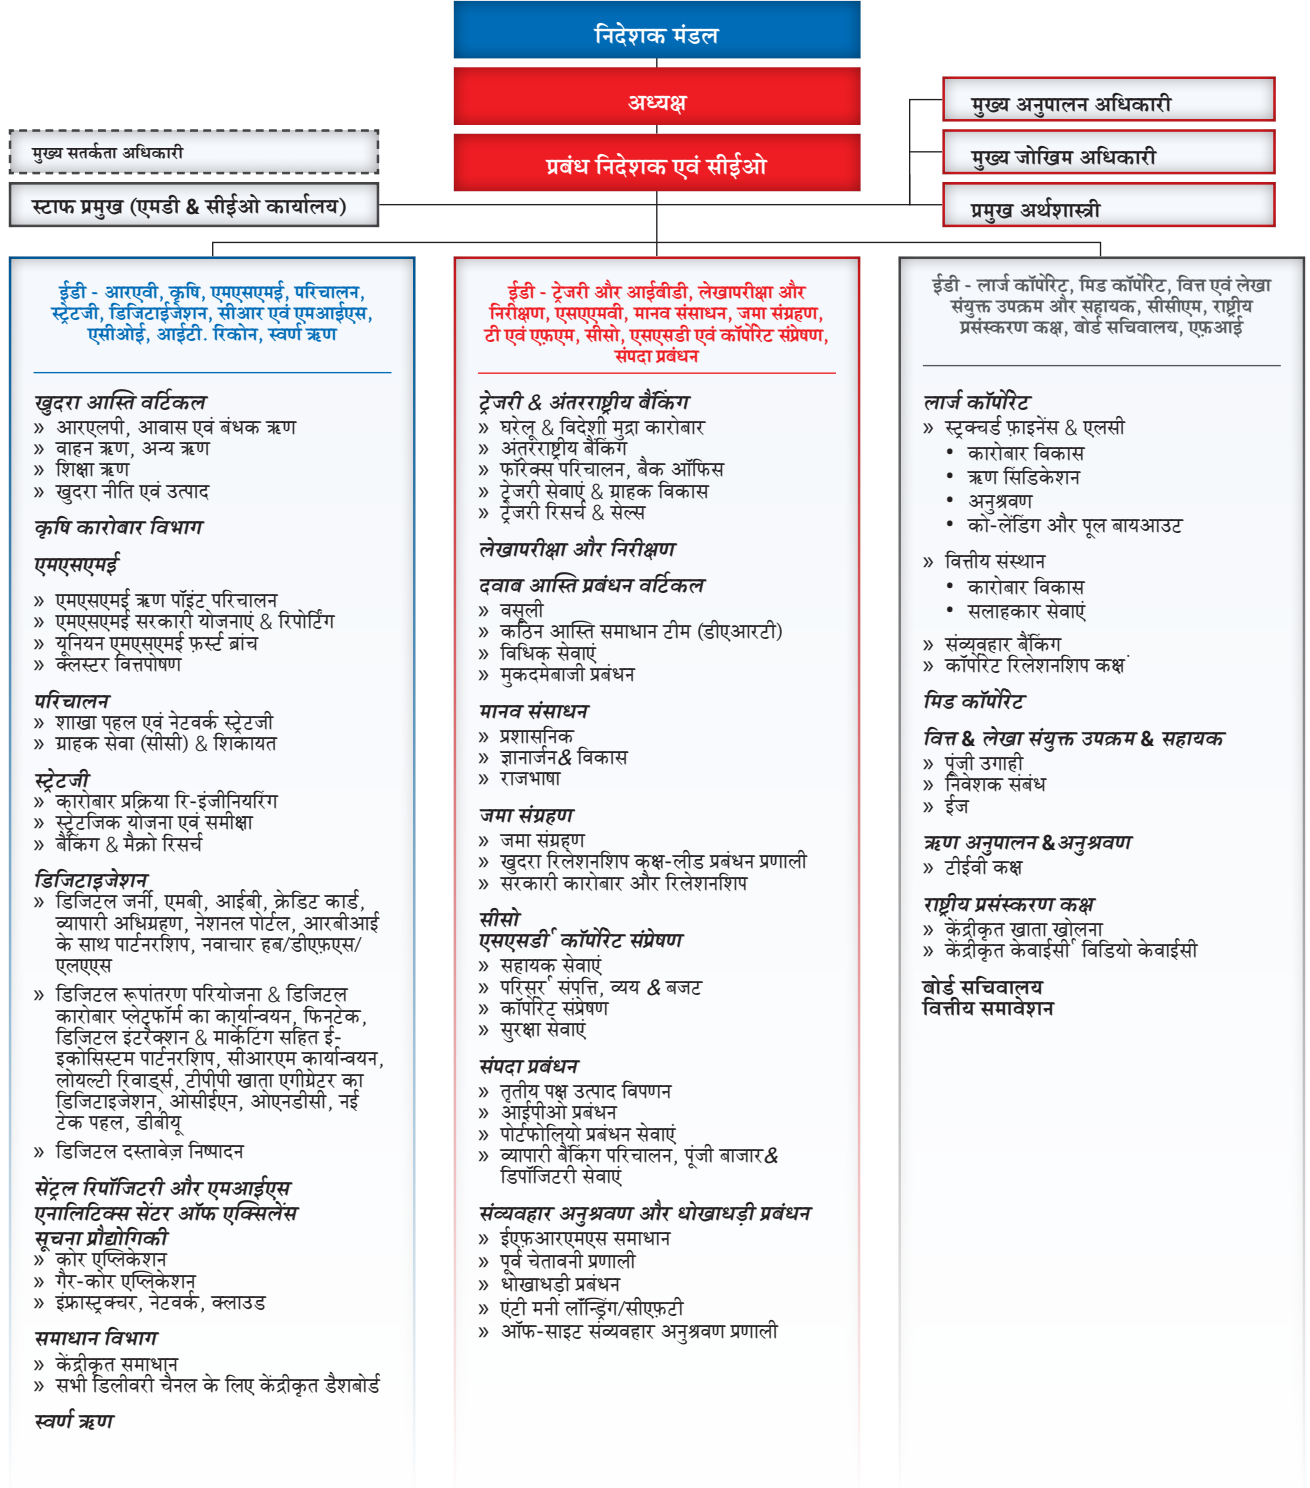 निदेशक मंडल
अध्यक्ष
प्रबंध निदेशक एवं सीईओ
मुख्य सतर्कता अधिकारी
स्टाफ प्रमुख (एमडी & सीईओ कार्यालय)
मुख्य अनुपालन अधिकारी
मुख्य जोखिम अधिकारी
प्रमुख अर्थशास्त्री
ईडी - आरएवी, कृषि, एमएसएमई, परिचालन,
स्ट्रेटजी, डिजिटाईजेशन, सीआर एवं एमआईएस,
एसीओई, आईटी. रिकोन, स्वर्ण ऋण
खुदरा आस्ति वर्टिकल
» आरएलपी, आवास एवं बंधक ऋण
» वाहन ऋण, अन्य ऋण
» शिक्षा ऋण
» खुदरा नीति एवं उत्पाद
कृषि कारोबार विभाग
एमएसएमई
» एमएसएमई ऋण पॉइंट परिचालन
» एमएसएमई सरकारी योजनाएं & रिपोर्टिंग
» यूनियन एमएसएमई फ़र्स्ट ब्रांच
» क्लस्टर वित्तपोषण
परिचालन
» शाखा पहल एवं नेटवर्क स्ट्रेटजी
» ग्राहक सेवा (सीसी) & शिकायत
स्ट्रेटजी
» कारोबार प्रक्रिया रि-इंजीनियरिंग
» स्ट्रेटजिक योजना एवं समीक्षा
» बैंकिंग & मैक्रो रिसर्च
डिजिटाइजेशन
» डिजिटल जर्नी, एमबी, आईबी, क्रेडिट कार्ड,
व्यापारी अधिग्रहण, नेशनल पोर्टल, आरबीआई
के साथ पार्टनरशिप, नवाचार हब/डीएफ़एस/
एलएएस
» डिजिटल रूपांतरण परियोजना & डिजिटल
कारोबार प्लेट्फॉर्म का कार्यान्वयन, फिनटेक,
डिजिटल इंटरैक्शन & मार्केटिंग सहित ई-
इकोसिस्टम पार्टनरशिप, सीआरएम कार्यान्वयन,
लोयल्टी रिवार्ड्स, टीपीपी खाता एगीग्रेटर का
डिजिटाइजेशन, ओसीईएन, ओएनडीसी, नई
टेक पहल, डीबीयू
» डिजिटल दस्तावेज़ निष्पादन
सेंट्रल रिपॉजिटरी और एमआईएस
एनालिटिक्स सेंटर ऑफ एक्सिलेंस
सूचना प्रौद्योगिकी
» कोर एप्लिकेशन
» गैर-कोर एप्लिकेशन
» इंफ्रास्ट्रक्चर, नेटवर्क, क्लाउड
समाधान विभाग
» केंद्रीकृत समाधान
» सभी डिलीवरी चैनल के लिए केंद्रीकृत डैशबोर्ड
स्वर्ण ऋण
ईडी - ट्रेजरी और आईबीडी, लेखापरीक्षा और
निरीक्षण, एसएएमवी, मानव संसाधन, जमा संग्रहण,
टी एवं एफ़एम, सीसो, एसएसडी एवं कॉर्पोरेट संप्रेषण,
संपदा प्रबंधन
ट्रेजरी & अंतरराष्ट्रीय बैंकिंग
» घरेलू & विदेशी मुद्रा कारोबार
» अंतरराष्ट्रीय बैंकिंग
» फॉरेक्स परिचालन, बैक ऑफिस
» ट्रेजरी सेवाएं & ग्राहक विकास
» ट्रेजरी रिसर्च & सेल्स
लेखापरीक्षा और निरीक्षण
दवाब आस्ति प्रबंधन वर्टिकल
» वसूली
» कठिन आस्ति समाधान टीम (डीएआरटी)
» विधिक सेवाएं
» मुकदमेबाजी प्रबंधन
मानव संसाधन
» प्रशासनिक
» ज्ञानार्जन& विकास
» राजभाषा
जमा संग्रहण
» जमा संग्रहण
» खुदरा रिलेशनशिप कक्ष-लीड प्रबंधन प्रणाली
» सरकारी कारोबार और रिलेशनशिप
सीसो
एसएसडी कॉर्पोरेट संप्रेषण
» सहायक सेवाएं
» परिसर संपत्ति, व्यय & बजट
» कॉर्पोरेट संप्रेषण
» सुरक्षा सेवाएं
संपदा प्रबंधन
» तृतीय पक्ष उत्पाद विपणन
» आईपीओ प्रबंधन
» पोर्टफोलियो प्रबंधन सेवाएं
» व्यापारी बैंकिंग परिचालन, पूंजी बाजार&
डिपॉजिटरी सेवाएं
संव्यवहार अनुश्रवण और धोखाधड़ी प्रबंधन
» ईएफ़आरएमएस समाधान
» पूर्व चेतावनी प्रणाली
» धोखाधड़ी प्रबंधन
» एंटी मनी लॉन्ड्रिंग/सीएफ़टी
» ऑफ-साइट संव्यवहार अनुश्रवण प्रणाली
ईडी - लार्ज कॉर्पोरेट, मिड कॉर्पोरेट, वित्त एवं लेखा
संयुक्त उपक्रम और सहायक, सीसीएम, राष्ट्रीय
प्रसंस्करण कक्ष, बोर्ड सचिवालय, एफ़आई
लार्ज कॉर्पोरेट
» स्ट्रक्चर्ड फ़ाइनेंस & एलसी
• कारोबार विकास
• ऋण सिंडिकेशन
• अनुश्रवण
• को-लेंडिंग और पूल बायआउट
» वित्तीय संस्थान
• कारोबार विकास
• सलाहकार सेवाएं
» संव्यवहार बैंकिंग
» कॉर्पोरेट रिलेशनशिप कक्ष
मिड कॉर्पोरेट
वित्त & लेखा संयुक्त उपक्रम & सहायक
» पूंजी उगाही
» निवेशक संबंध
» ईज
ऋण अनुपालन &अनुश्रवण
» टीईवी कक्ष
राष्ट्रीय प्रसंस्करण कक्ष
» केंद्रीकृत खाता खोलना
» केंद्रीकृत केवाईसी विडियो केवाईसी
बोर्ड सचिवालय
वित्तीय समावेशन